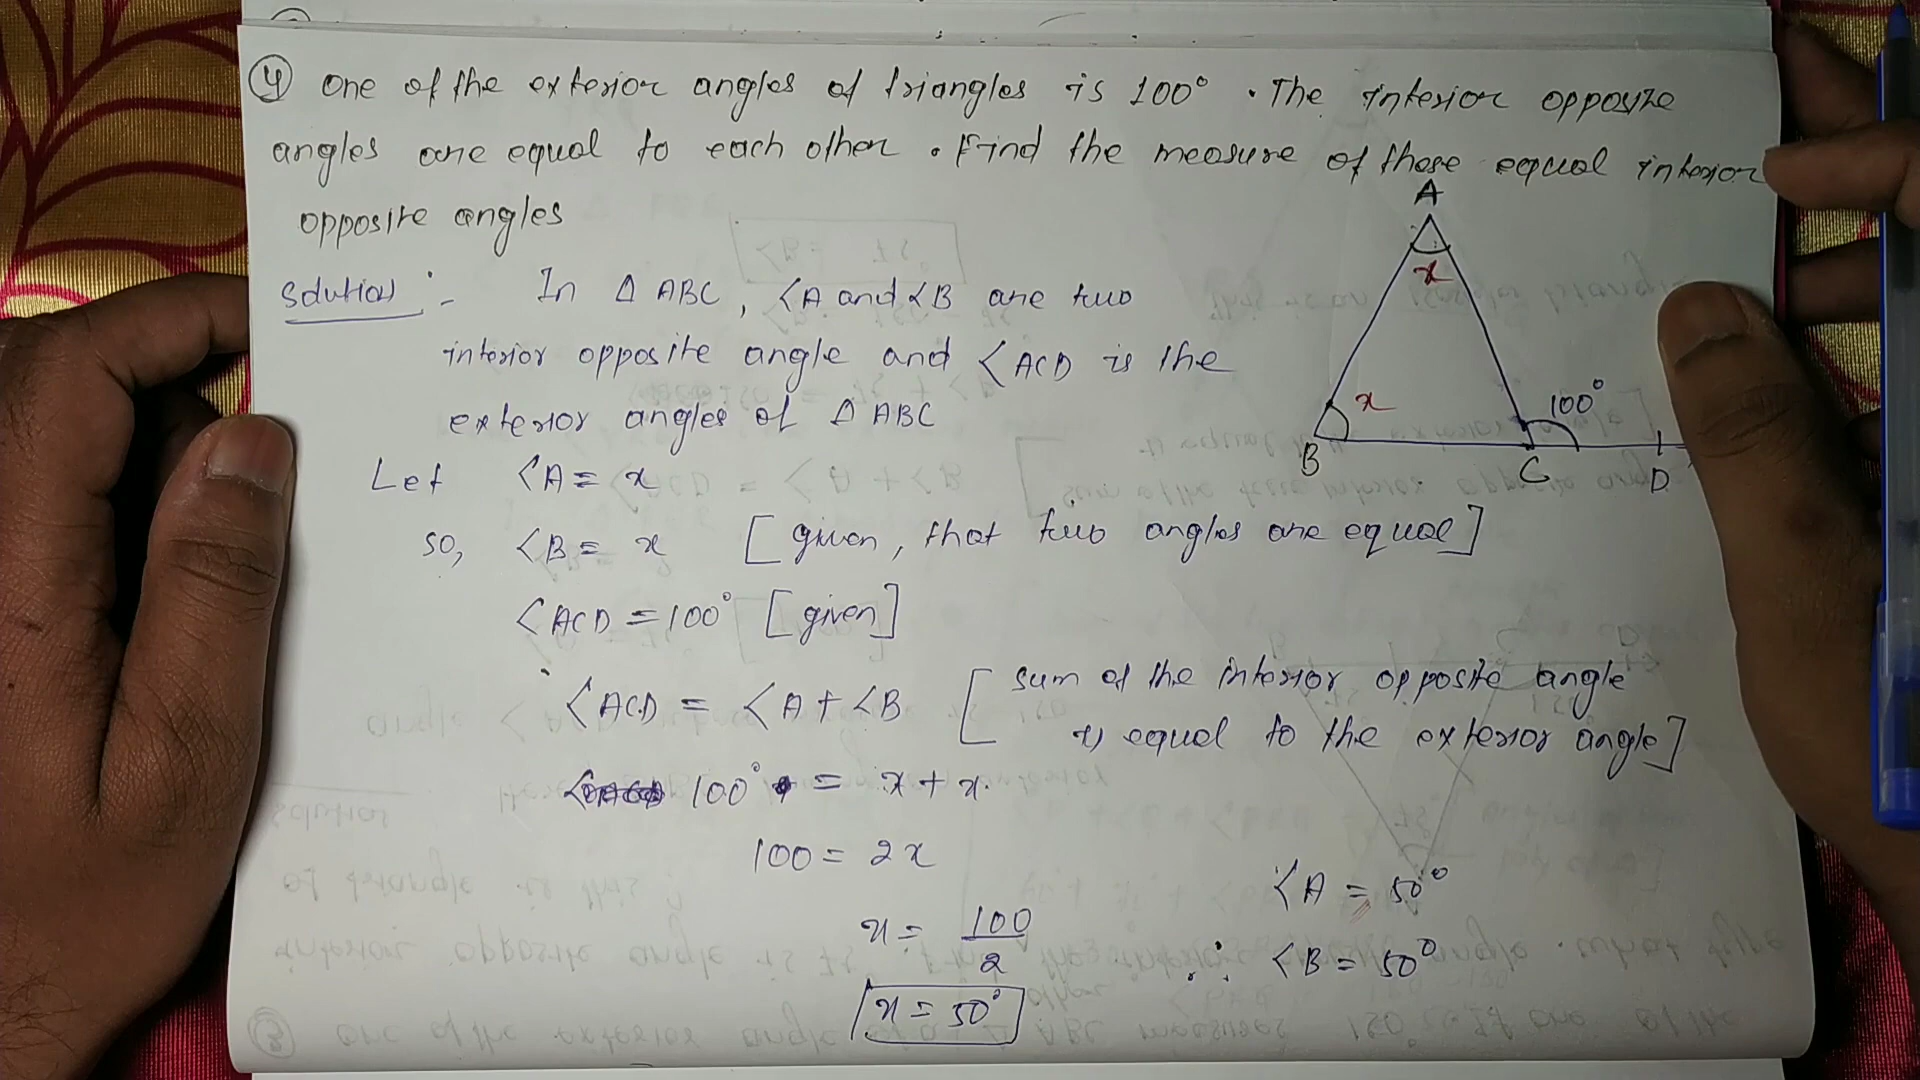 ④ One of the exterior angles of triangles is 100°. The interior opposite
angles are equal to each other. Find the measure of these equal interior
opposite angles
Solution :- In Δ ABC, ∠A and ∠B are two
interior opposite angle and ∠ACD is the
exterior angles of Δ ABC
Let ∠A = x
so, ∠B = x [given, that two angles are equal]
∠ACD = 100° [given]
∠ACD = ∠A + ∠B [sum of the interior opposite angle
is equal to the exterior angle]
100° = x + x.
100 = 2x
x = 100/2
x = 50°
∠A = 50°
∴ ∠B = 50°
A
x
x
100°
B
C
D